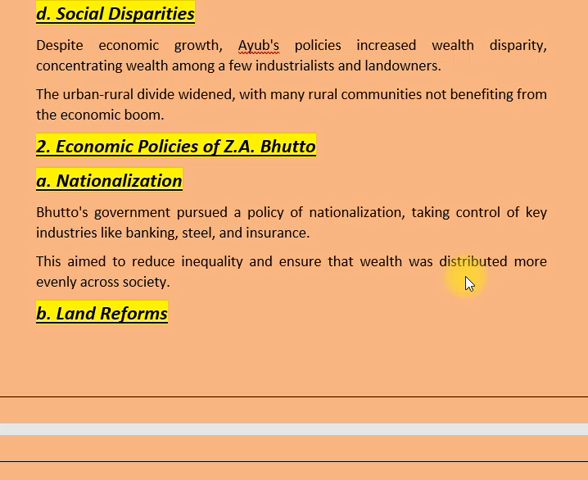 d. Social Disparities
Despite economic growth, Ayub's policies increased wealth disparity,
concentrating wealth among a few industrialists and landowners.
The urban-rural divide widened, with many rural communities not benefiting from
the economic boom.
2. Economic Policies of Z.A. Bhutto
a. Nationalization
Bhutto's government pursued a policy of nationalization, taking control of key
industries like banking, steel, and insurance.
This aimed to reduce inequality and ensure that wealth was distributed more
evenly across society.
b. Land Reforms